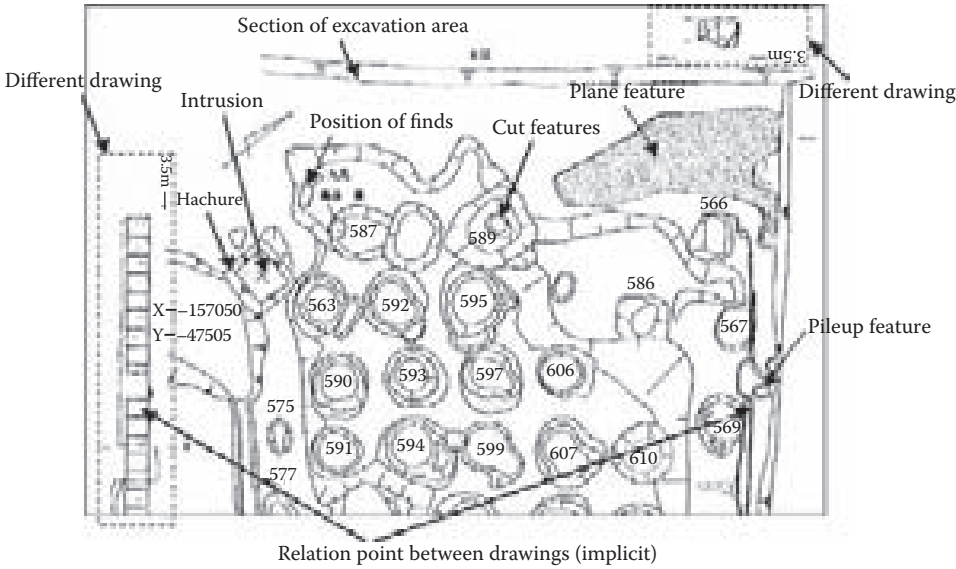 Section of excavation area
3.5m
Different drawing
Plane feature
Different drawing
Intrusion
Position of finds
Cut features
3.5m
Hachure
566
587
589
586
X--157050
563
592
595
567
Y--47505
Pileup feature
590
593
597
606
575
569
591
594
599
607
610
577
Relation point between drawings (implicit)